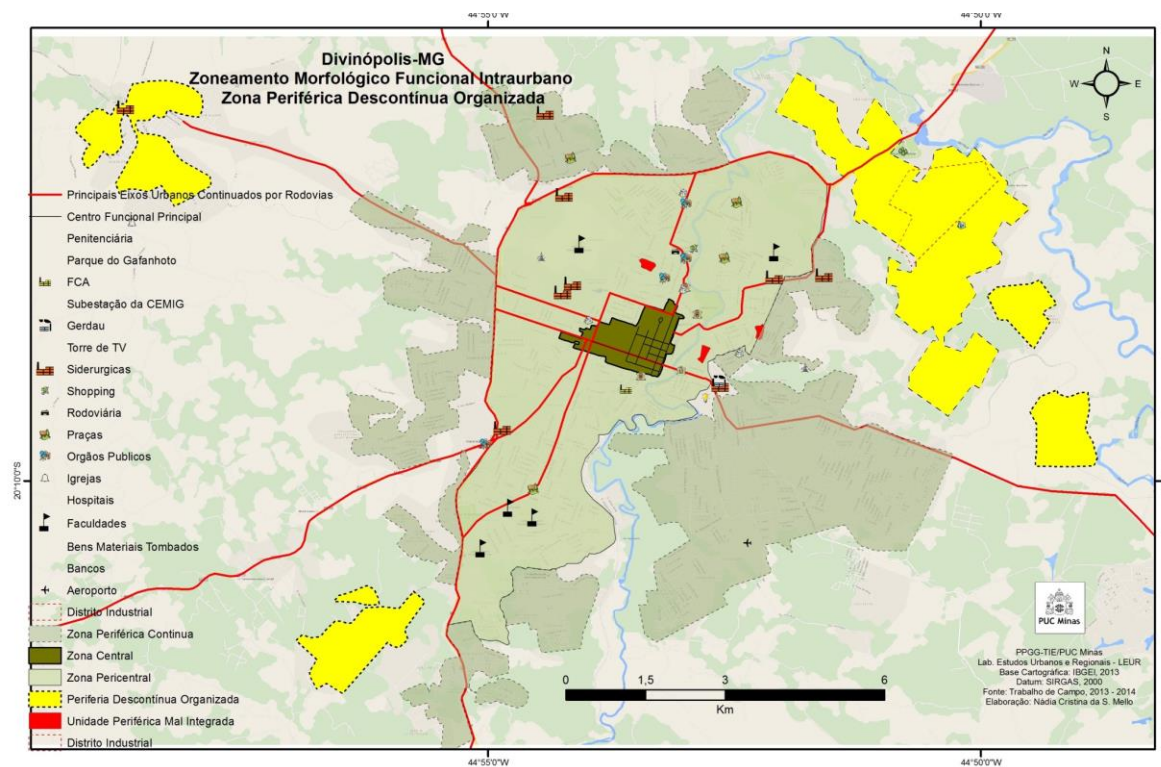 44°55'0"W
44°50'0"W
Divinópolis-MG
Zoneamento Morfológico Funcional Intraurbano
Zona Periférica Descontínua Organizada
N
W
E
S
Principais Eixos Urbanos Continuados por Rodovias
Centro Funcional Principal
Penitenciária
Parque do Gafanhoto
FCA
Subestação da CEMIG
Gerdau
Torre de TV
Siderurgicas
Shopping
Rodoviária
Praças
Orgãos Publicos
Igrejas
Hospitais
Faculdades
Bens Materiais Tombados
Bancos
Aeroporto
Distrito Industrial
Zona Periférica Continua
Zona Central
Zona Pericentral
Periferia Descontínua Organizada
Unidade Periférica Mal Integrada
Distrito Industrial
20°10'0"S
0
1,5
3
6
Km
PUC Minas
PPGG-TIE/PUC Minas
Lab. Estudos Urbanos e Regionais - LEUR
Base Cartográfica: IBGEI, 2013
Datum: SIRGAS, 2000
Fonte: Trabalho de Campo, 2013 - 2014
Elaboração: Nádia Cristina da S. Mello
44°55'0"W
44°50'0"W